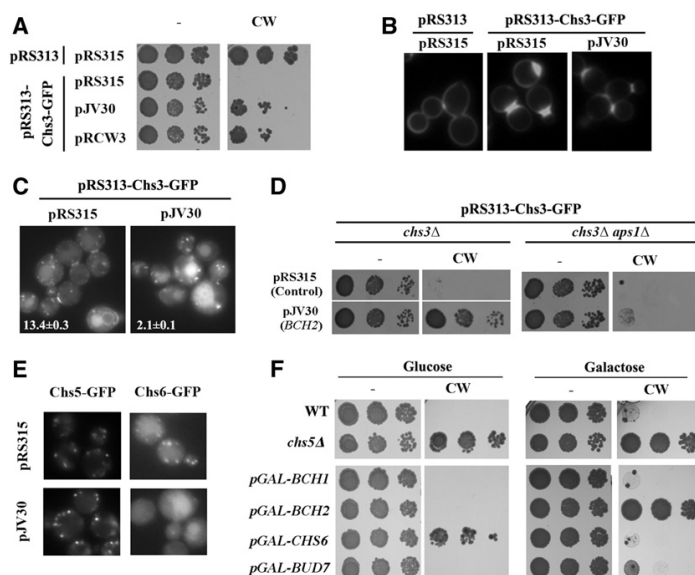 A
- CW
pRS313 pRS315
pRS313-Chs3-GFP
pRS315
pJV30
pRCW3
B
pRS313 pRS313-Chs3-GFP
pRS315 pRS315 pJV30
C
pRS313-Chs3-GFP
pRS315 pJV30
13.4±0.3 2.1±0.1
D
pRS313-Chs3-GFP
chs3Δ chs3Δ aps1Δ
- CW - CW
pRS315
(Control)
pJV30
(BCH2)
E
Chs5-GFP Chs6-GFP
pRS315
pJV30
F
Glucose Galactose
- CW - CW
WT
chs5Δ
pGAL-BCH1
pGAL-BCH2
pGAL-CHS6
pGAL-BUD7